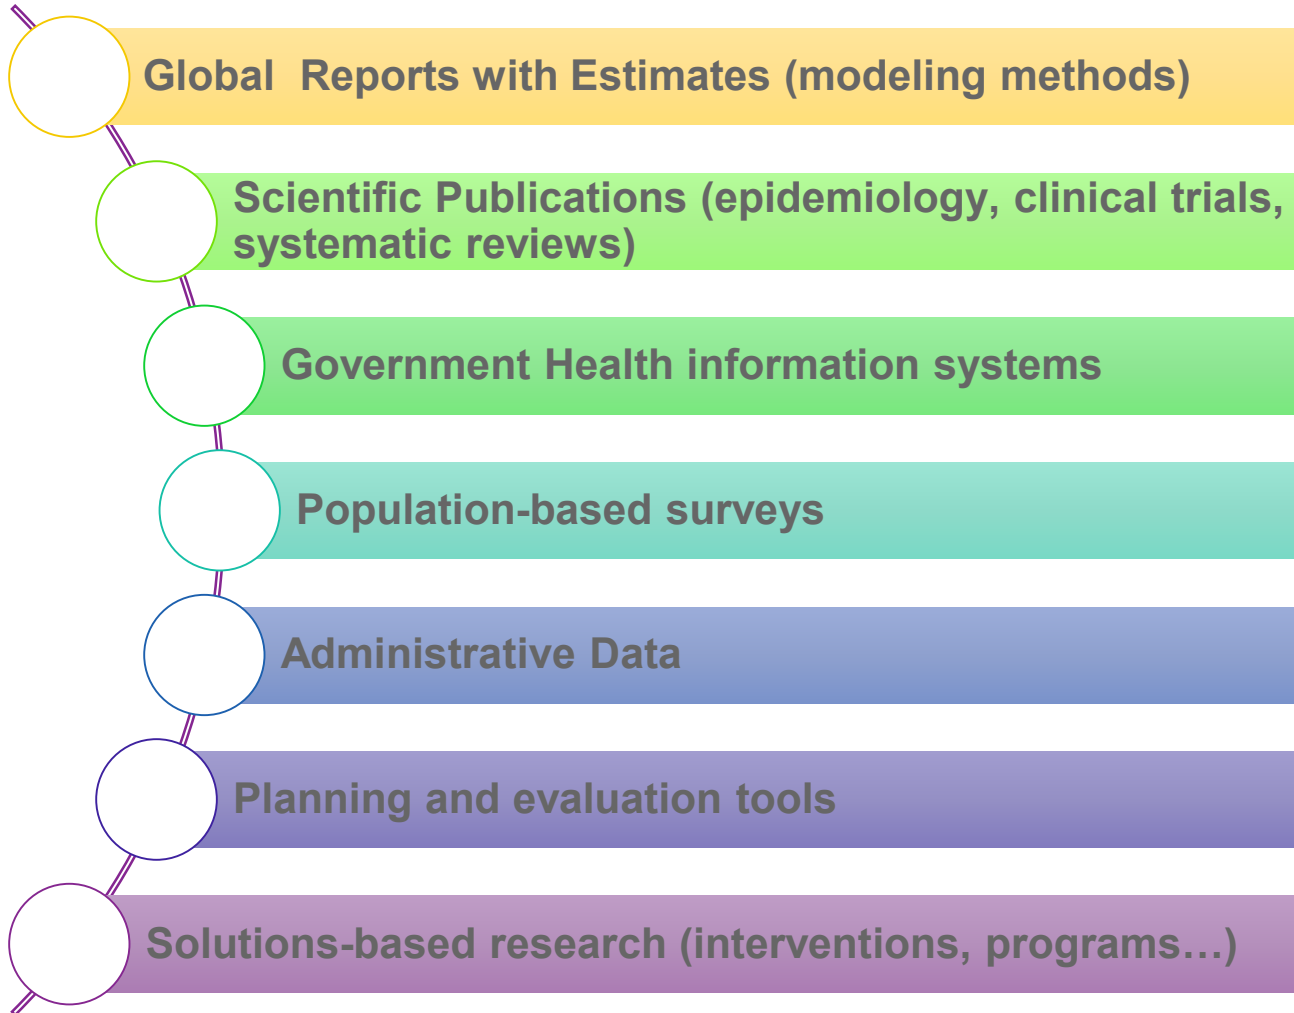 Global  Reports with Estimates (modeling methods)
Scientific Publications (epidemiology, clinical trials,
systematic reviews)
Government Health information systems
Population-based surveys
Administrative Data
Planning and evaluation tools
Solutions-based research (interventions, programs…)